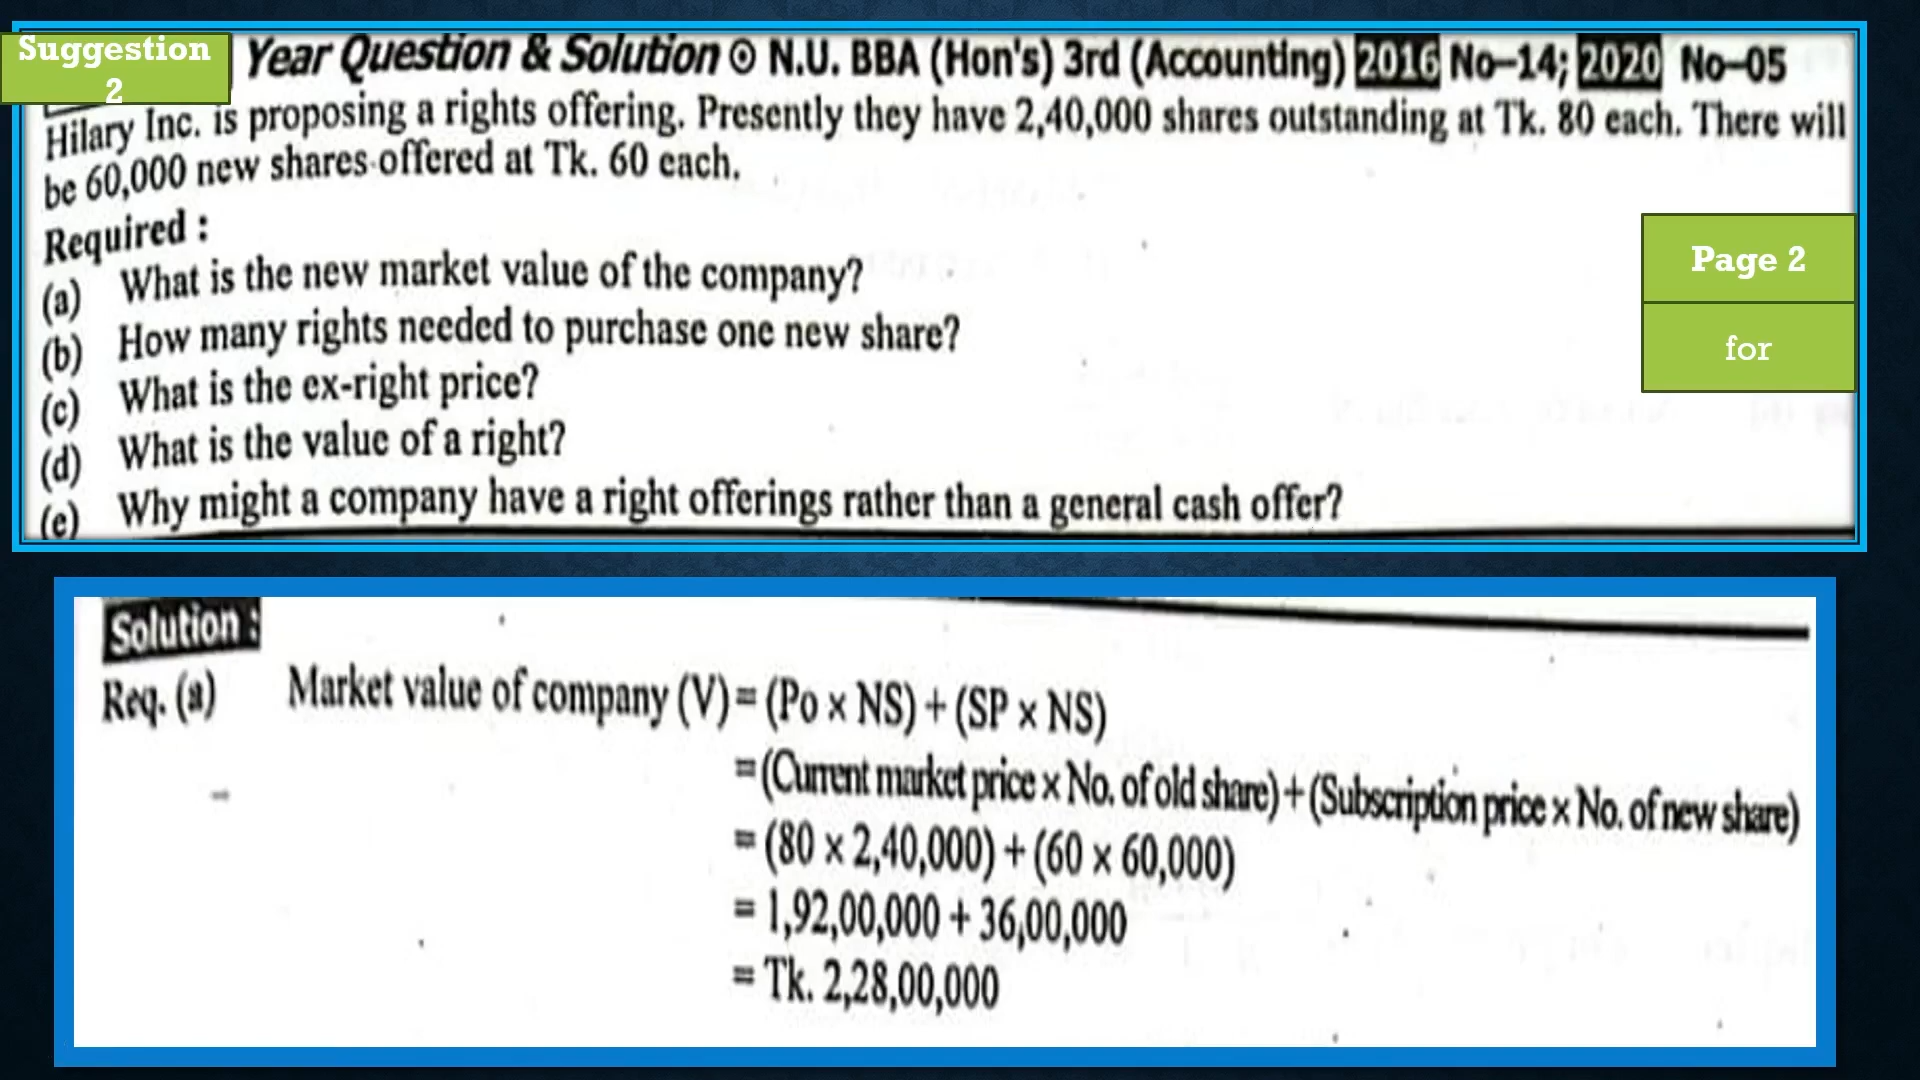 Suggestion
2
Year Question & Solution ⊙ N.U. BBA (Hon's) 3rd (Accounting) 2016 No–14; 2020 No–05
Hilary Inc. is proposing a rights offering. Presently they have 2,40,000 shares outstanding at Tk. 80 each. There will
be 60,000 new shares offered at Tk. 60 each.
Required :
(a) What is the new market value of the company?
(b) How many rights needed to purchase one new share?
(c) What is the ex-right price?
(d) What is the value of a right?
(e) Why might a company have a right offerings rather than a general cash offer?
Page 2
for
Solution :
Req. (a) Market value of company (V) = (Po × NS) + (SP × NS)
= (Current market price × No. of old share) + (Subscription price × No. of new share)
= (80 × 2,40,000) + (60 × 60,000)
= 1,92,00,000 + 36,00,000
= Tk. 2,28,00,000